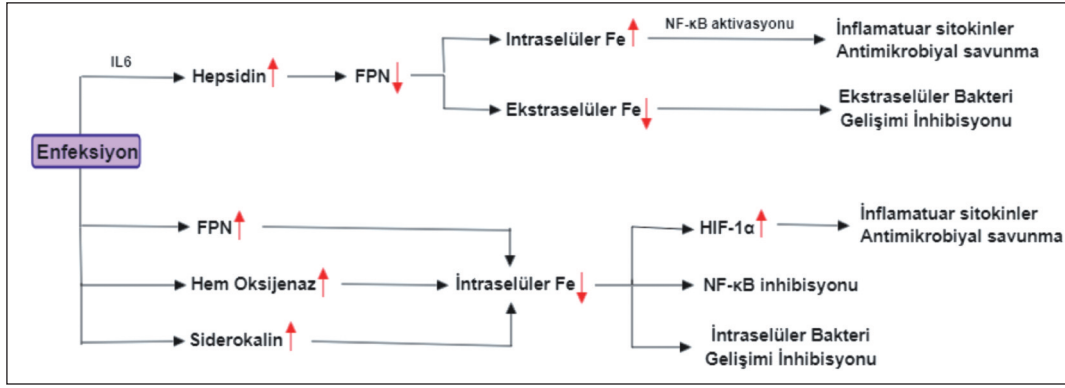 IL6
Hepsidin
FPN
Intraselüler Fe
NF-κB aktivasyonu
İnflamatuar sitokinler
Antimikrobiyal savunma
Ekstraselüler Fe
Ekstraselüler Bakteri
Gelişimi İnhibisyonu
Enfeksiyon
FPN
Hem Oksijenaz
Siderokalin
İntraselüler Fe
HIF-1α
İnflamatuar sitokinler
Antimikrobiyal savunma
NF-κB inhibisyonu
İntraselüler Bakteri
Gelişimi İnhibisyonu